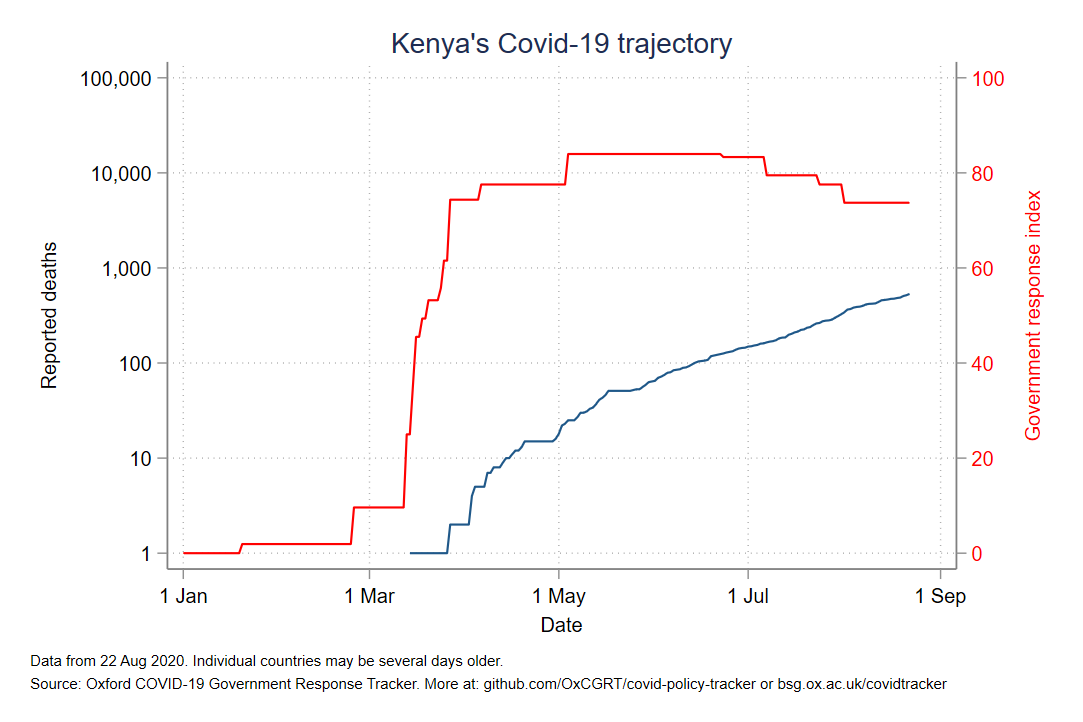 Kenya's Covid-19 trajectory
100,000
10,000
1,000
100
10
1
Reported deaths
100
80
60
40
20
0
Government response index
1 Jan
1 Mar
1 May
1 Jul
1 Sep
Date
Data from 22 Aug 2020. Individual countries may be several days older.
Source: Oxford COVID-19 Government Response Tracker. More at: github.com/OxCGRT/covid-policy-tracker or bsg.ox.ac.uk/covidtracker